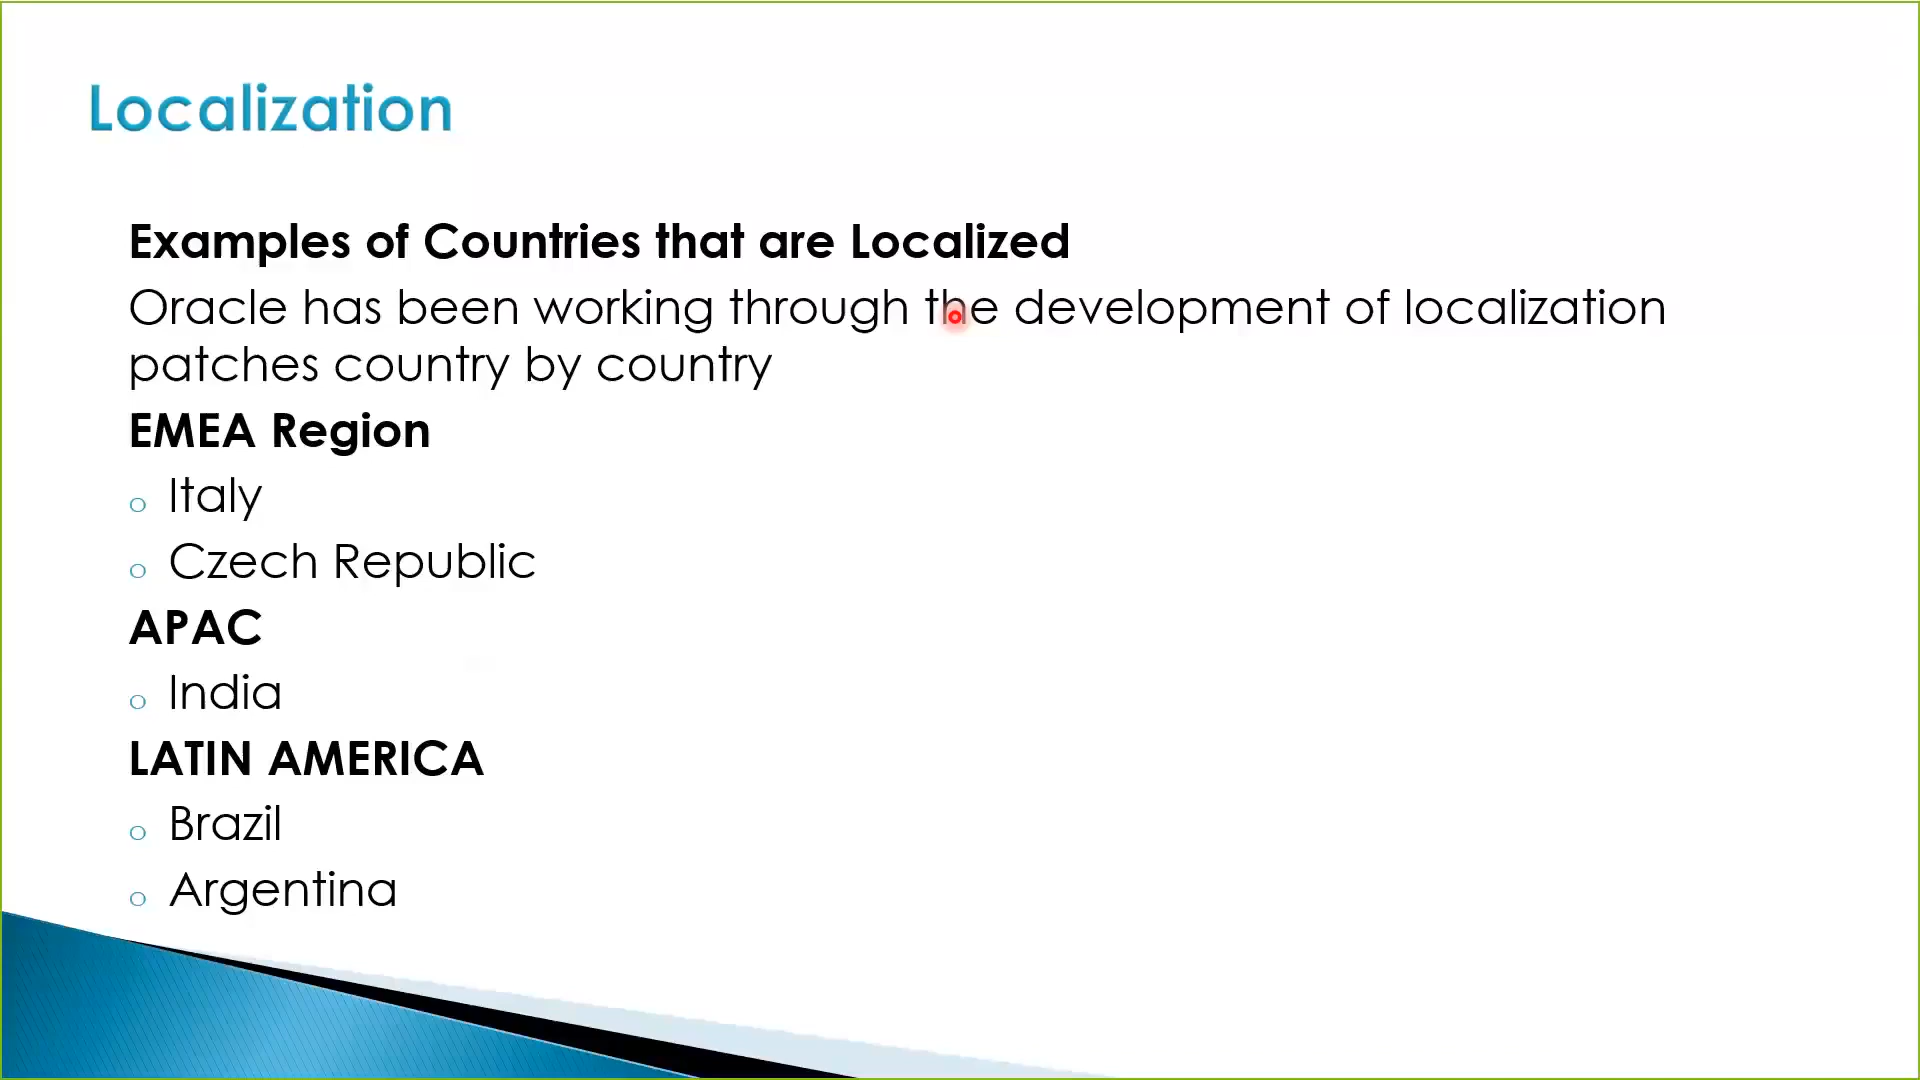 Localization
Examples of Countries that are Localized
Oracle has been working through the development of localization
patches country by country
EMEA Region
o Italy
o Czech Republic
APAC
o India
LATIN AMERICA
o Brazil
o Argentina